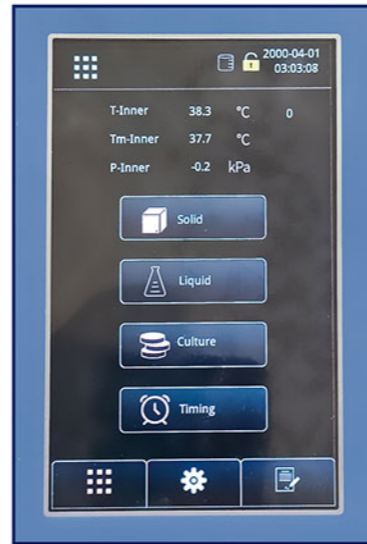 2000-04-01
03:03:08
T-Inner 38.3 °C 0
Tm-Inner 37.7 °C
P-Inner -0.2 kPa
Solid
Liquid
Culture
Timing